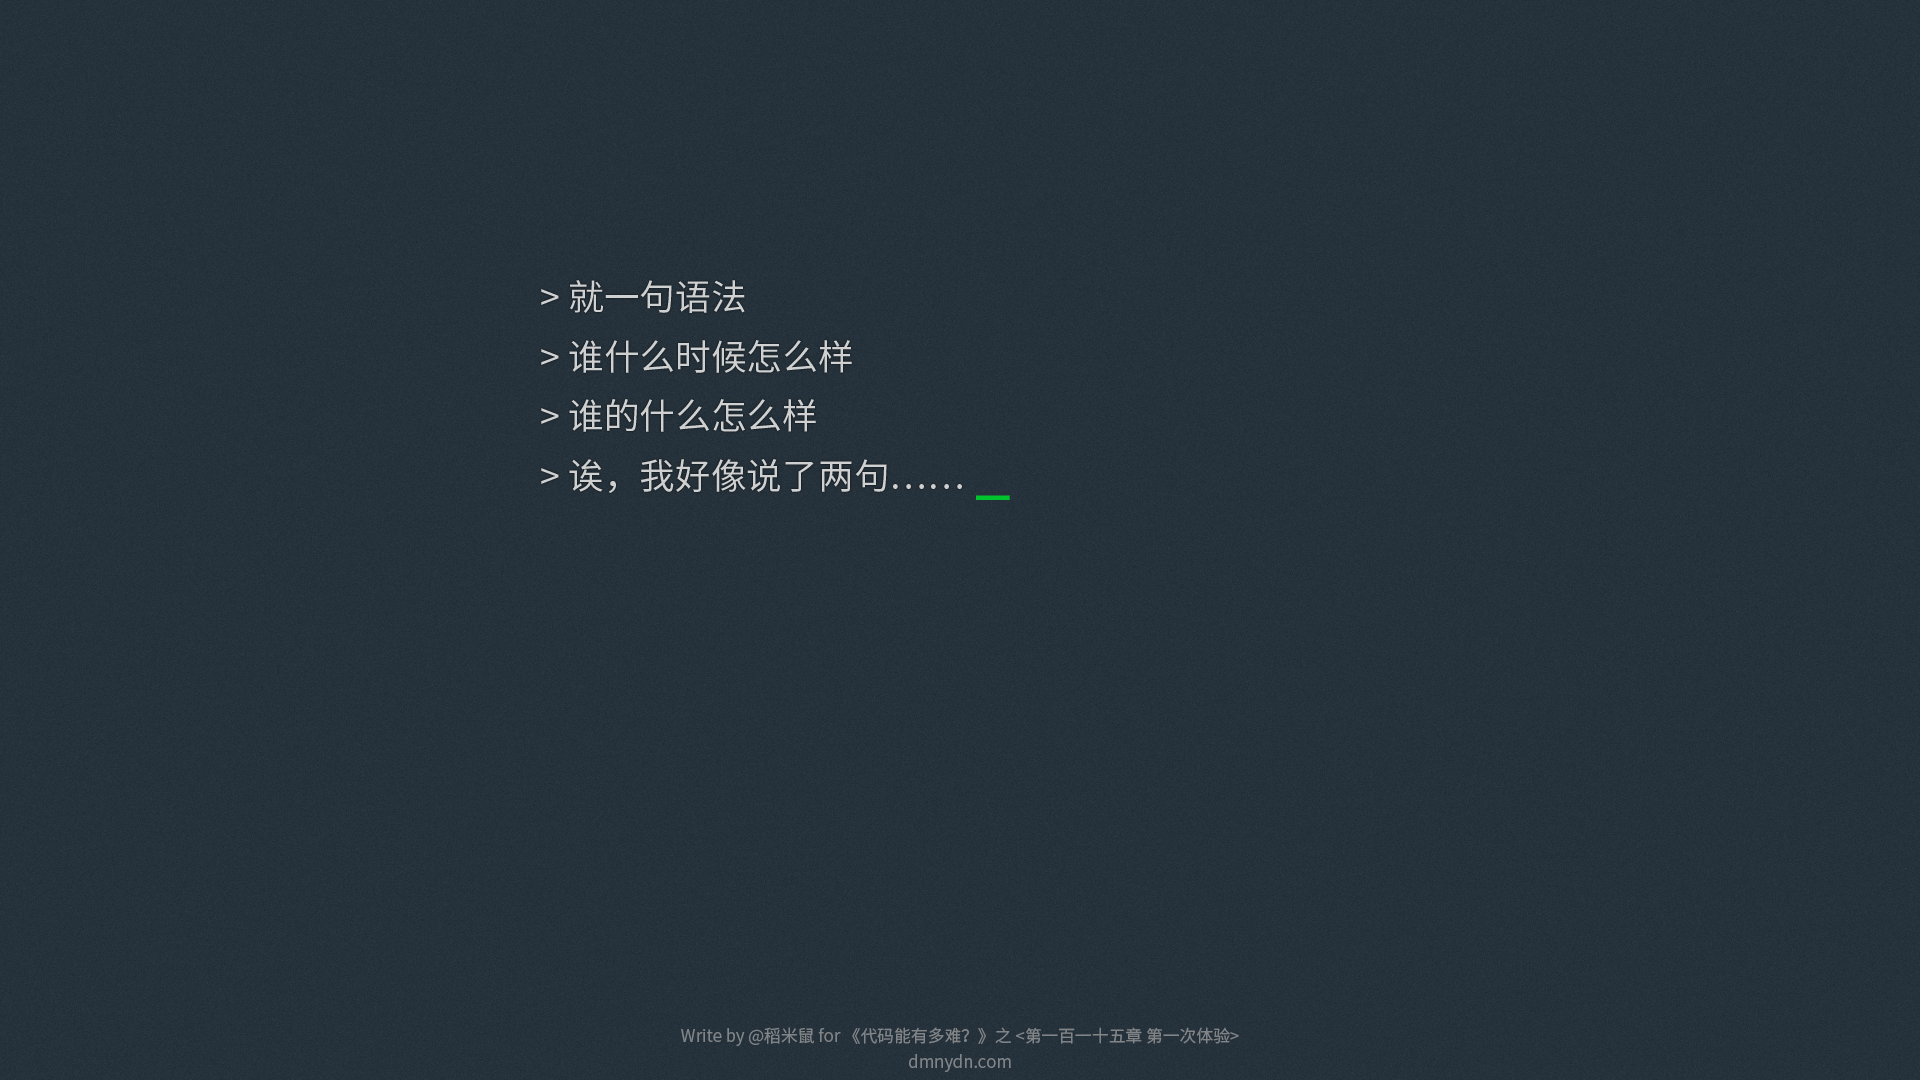 > 就一句语法
> 谁什么时候怎么样
> 谁的什么怎么样
> 诶，我好像说了两句…… _
Write by @稻米鼠 for 《代码能有多难？》之 <第一百一十五章 第一次体验>
dmnydn.com